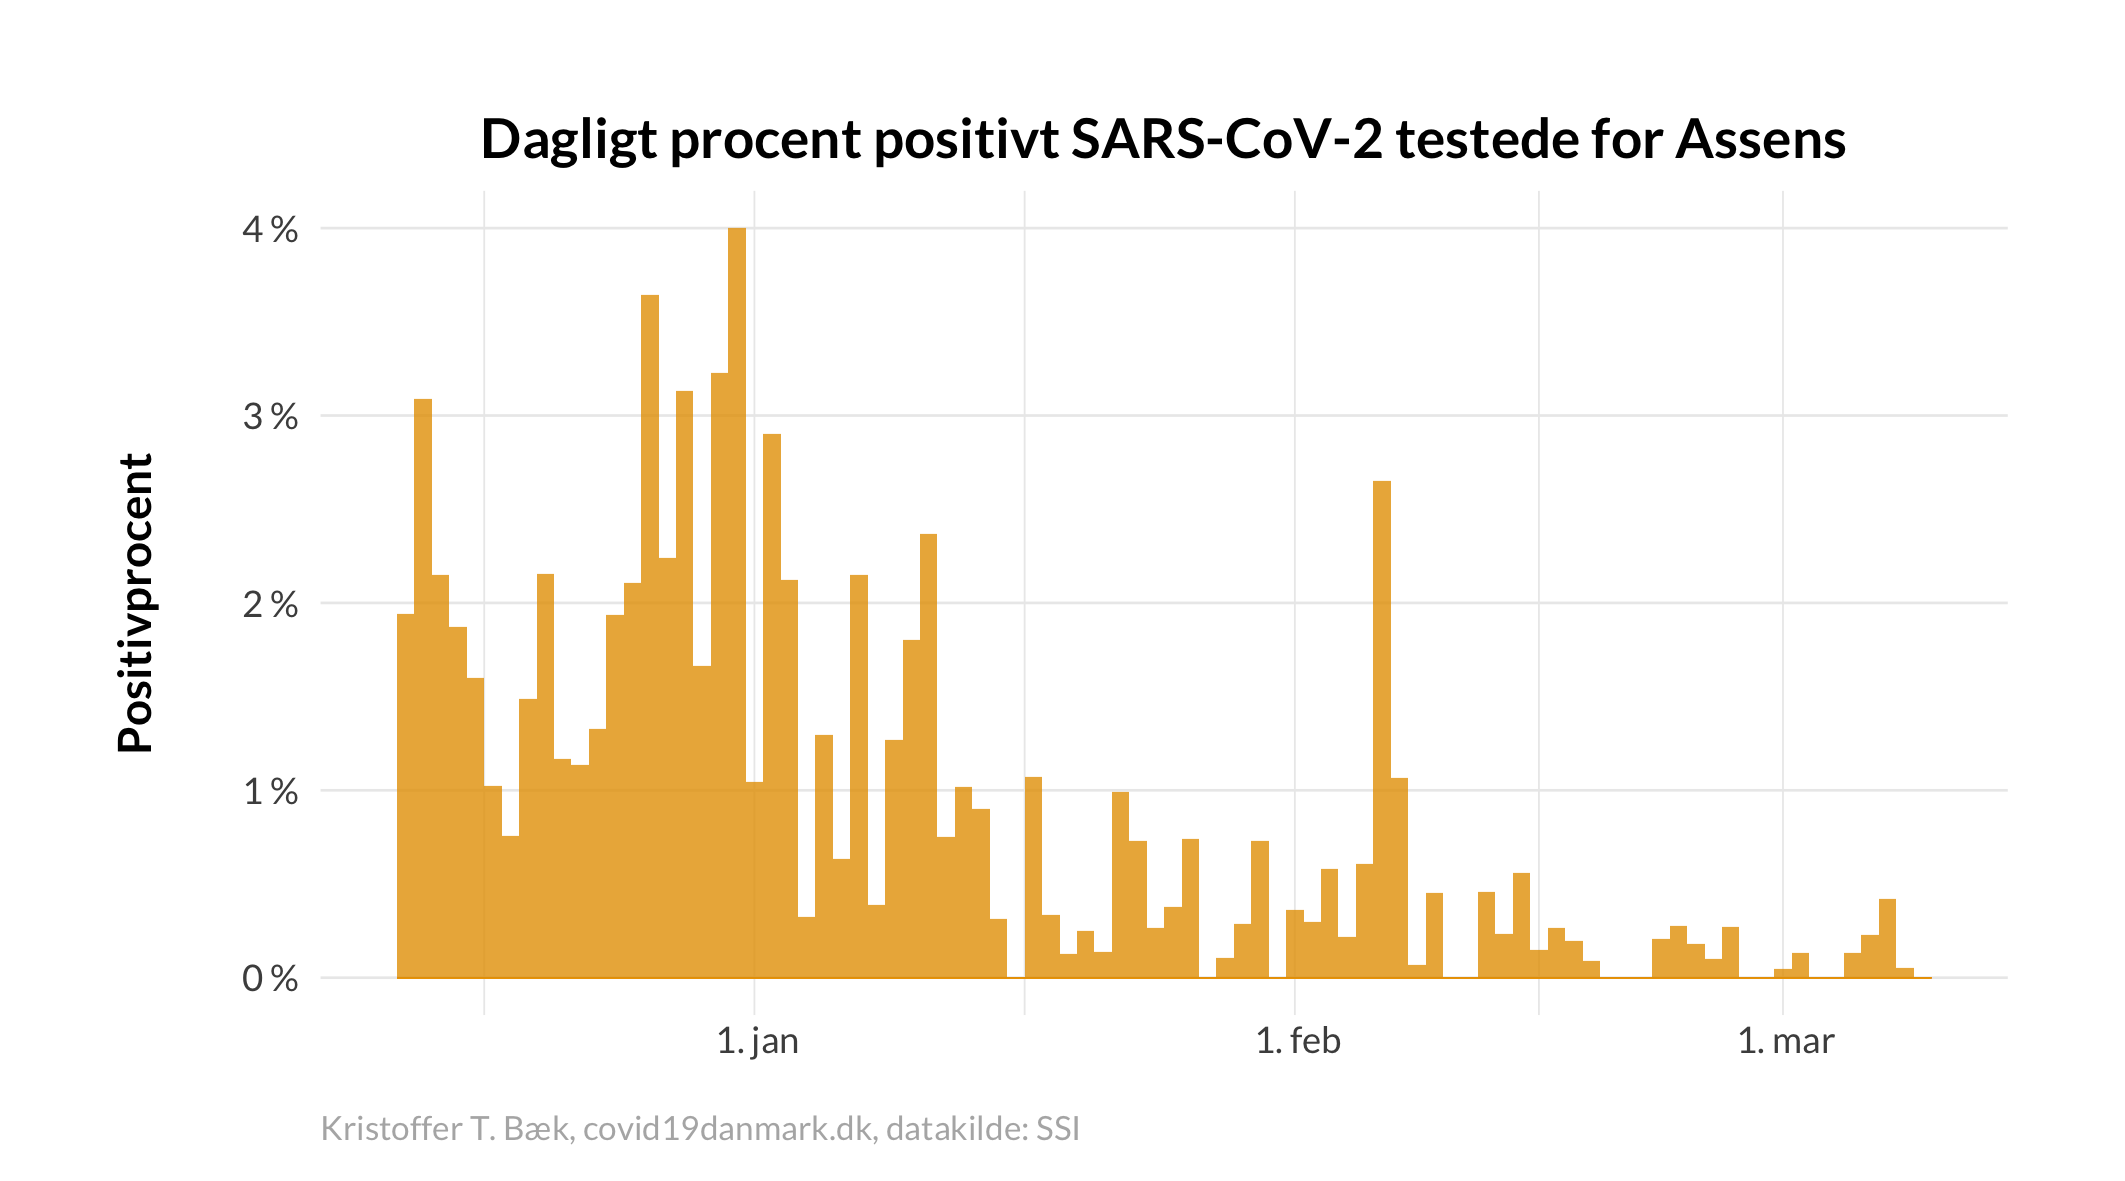 Dagligt procent positivt SARS-CoV-2 testede for Assens
Positivprocent
4 %
3 %
2 %
1 %
0 %
1. jan
1. feb
1. mar
Kristoffer T. Bæk, covid19danmark.dk, datakilde: SSI